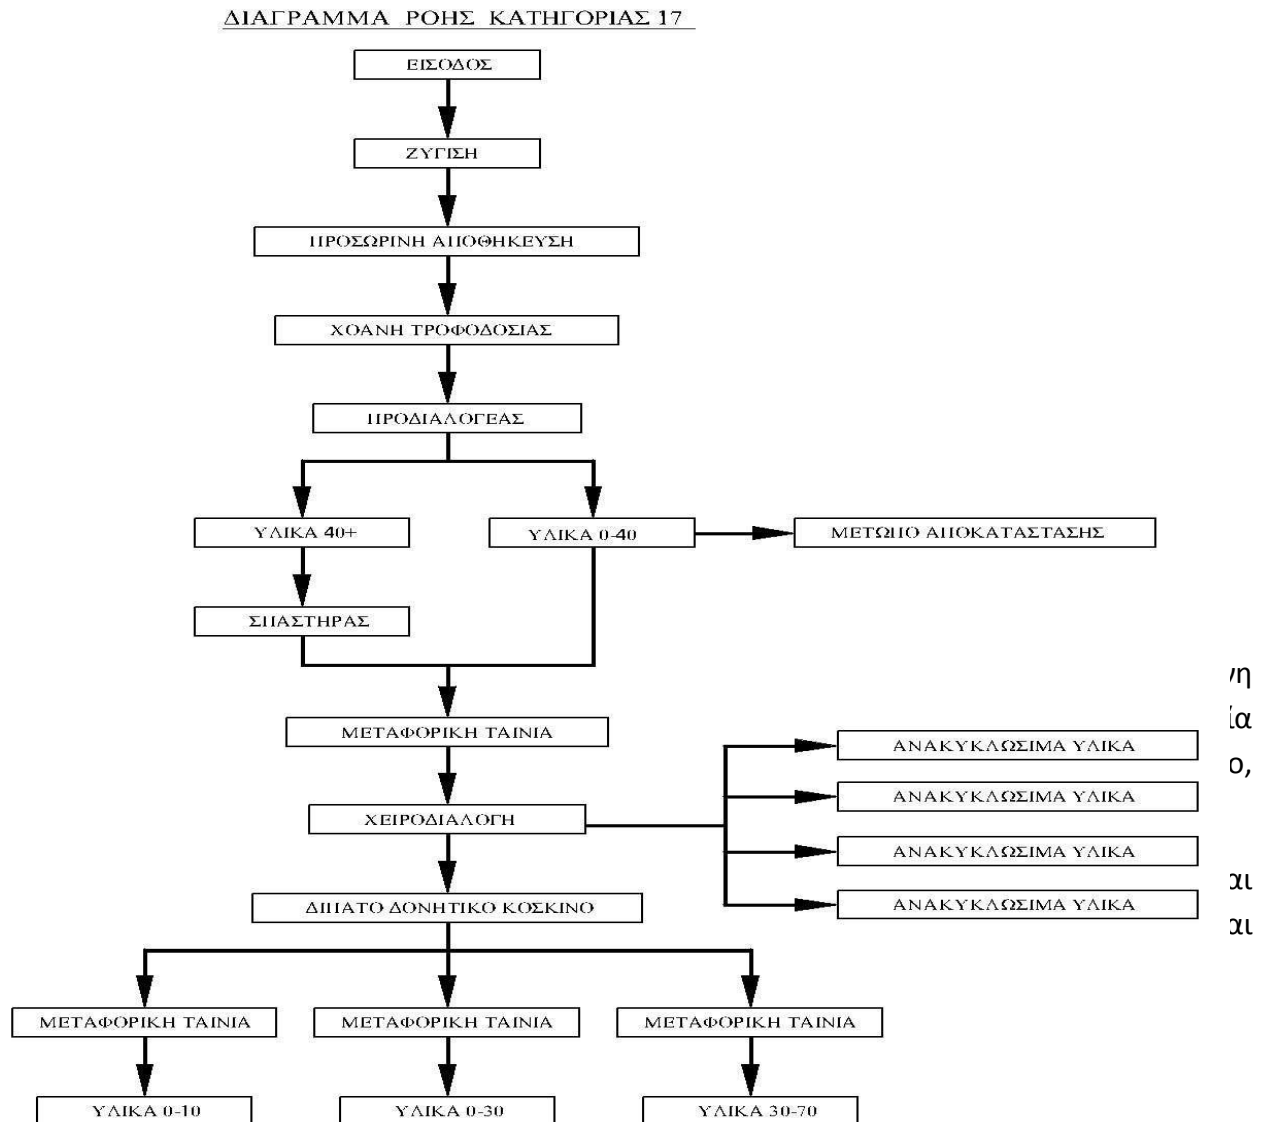 ΔΙΑΓΡΑΜΜΑ ΡΟΗΣ ΚΑΤΗΓΟΡΙΑΣ 17
ΕΙΣΟΔΟΣ
ΖΥΓΙΣΗ
ΠΡΟΣΩΡΙΝΗ ΑΠΟΘΗΚΕΥΣΗ
ΧΟΑΝΗ ΤΡΟΦΟΔΟΣΙΑΣ
ΠΡΟΔΙΑΛΟΓΕΑΣ
ΥΛΙΚΑ 40+
ΥΛΙΚΑ 0-40
ΜΕΤΩΠΟ ΑΠΟΚΑΤΑΣΤΑΣΗΣ
ΣΠΑΣΤΗΡΑΣ
ΜΕΤΑΦΟΡΙΚΗ ΤΑΙΝΙΑ
ΑΝΑΚΥΚΛΩΣΙΜΑ ΥΛΙΚΑ
ΑΝΑΚΥΚΛΩΣΙΜΑ ΥΛΙΚΑ
ΧΕΙΡΟΔΙΑΛΟΓΗ
ΑΝΑΚΥΚΛΩΣΙΜΑ ΥΛΙΚΑ
ΑΝΑΚΥΚΛΩΣΙΜΑ ΥΛΙΚΑ
ΔΙΠΑΤΟ ΔΟΝΗΤΙΚΟ ΚΟΣΚΙΝΟ
ΜΕΤΑΦΟΡΙΚΗ ΤΑΙΝΙΑ
ΜΕΤΑΦΟΡΙΚΗ ΤΑΙΝΙΑ
ΜΕΤΑΦΟΡΙΚΗ ΤΑΙΝΙΑ
ΥΛΙΚΑ 0-10
ΥΛΙΚΑ 0-30
ΥΛΙΚΑ 30-70